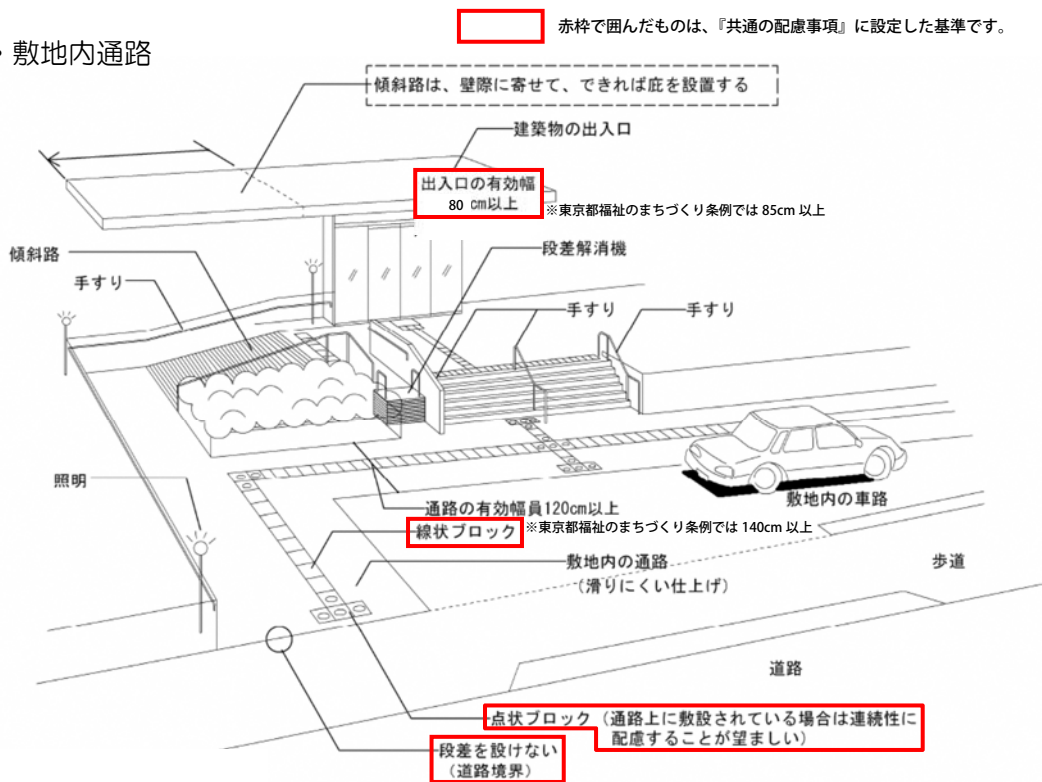 赤枠で囲んだものは、『共通の配慮事項』に設定した基準です。
・敷地内通路
傾斜路は、壁際に寄せて、できれば庇を設置する
建築物の出入口
出入口の有効幅
80 cm以上
※東京都福祉のまちづくり条例では 85cm 以上
傾斜路
段差解消機
手すり
手すり
手すり
照明
敷地内の車路
通路の有効幅員120cm以上
線状ブロック
※東京都福祉のまちづくり条例では 140cm 以上
敷地内の通路
(滑りにくい仕上げ)
歩道
道路
点状ブロック(通路上に敷設されている場合は連続性に
配慮することが望ましい)
段差を設けない
(道路境界)